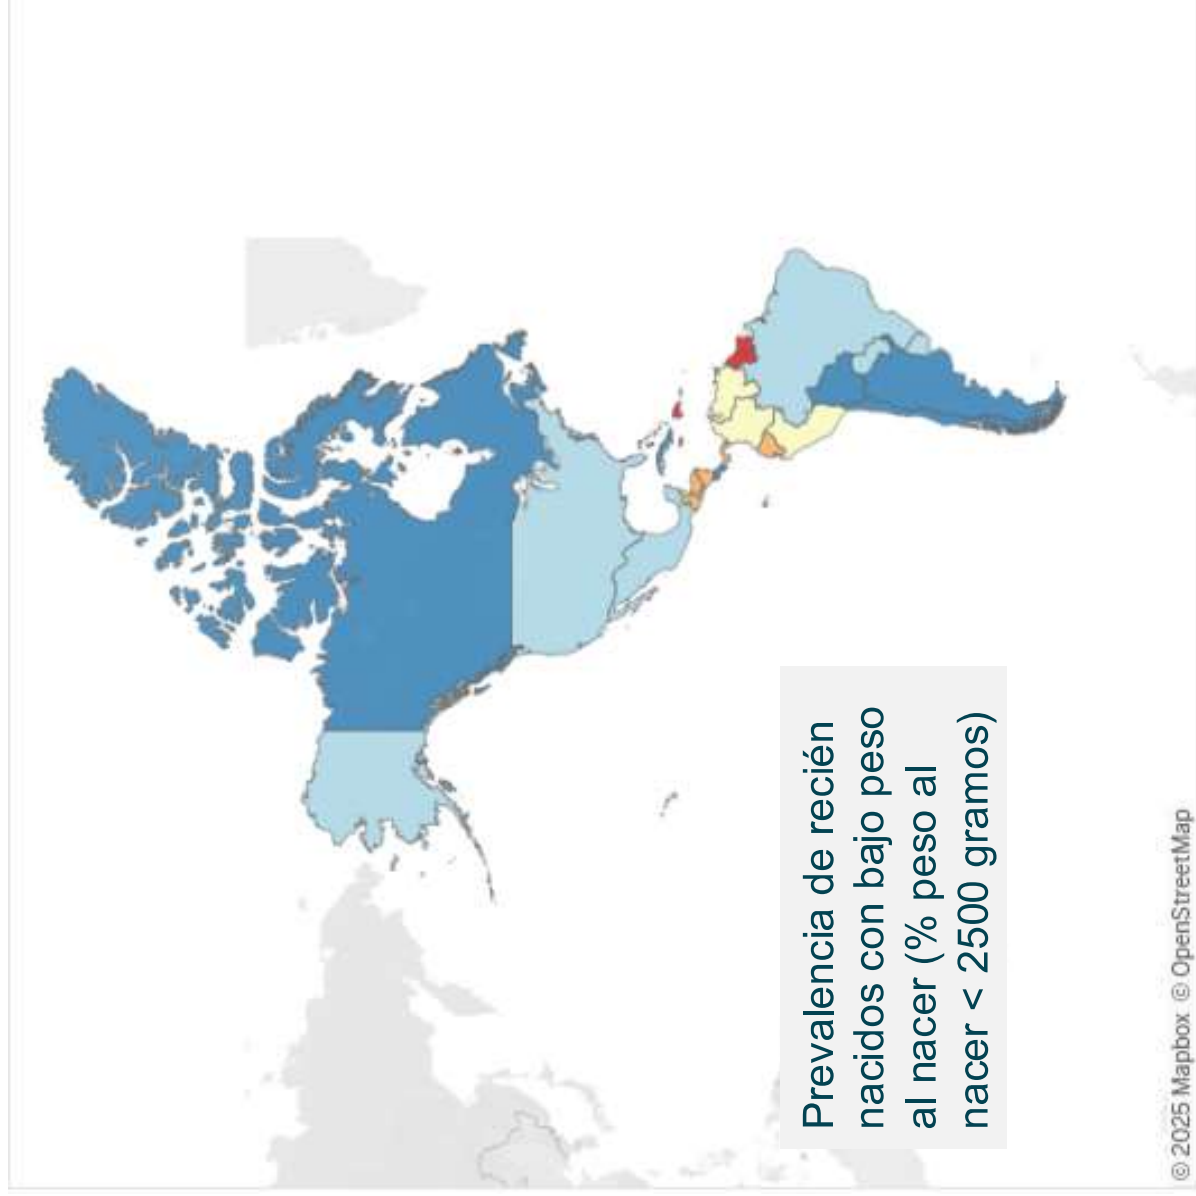 Prevalencia de recién
nacidos con bajo peso
al nacer (% peso al
nacer < 2500 gramos)
© 2025 Mapbox © OpenStreetMap